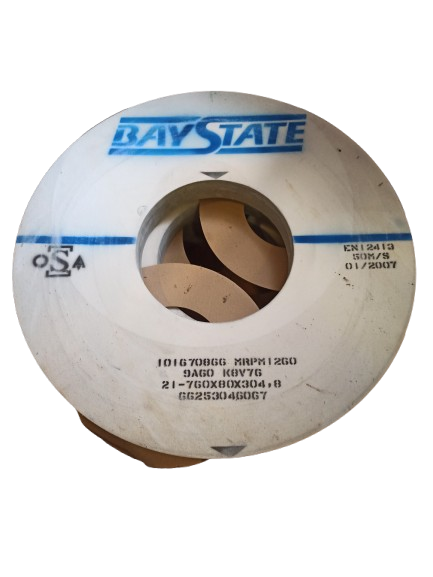 BAYSTATE
EN12413
50M/S
01/2007
OSA
101670866 MRPM1260
9A60 K8V76
21-760X80X304,8
66253046067